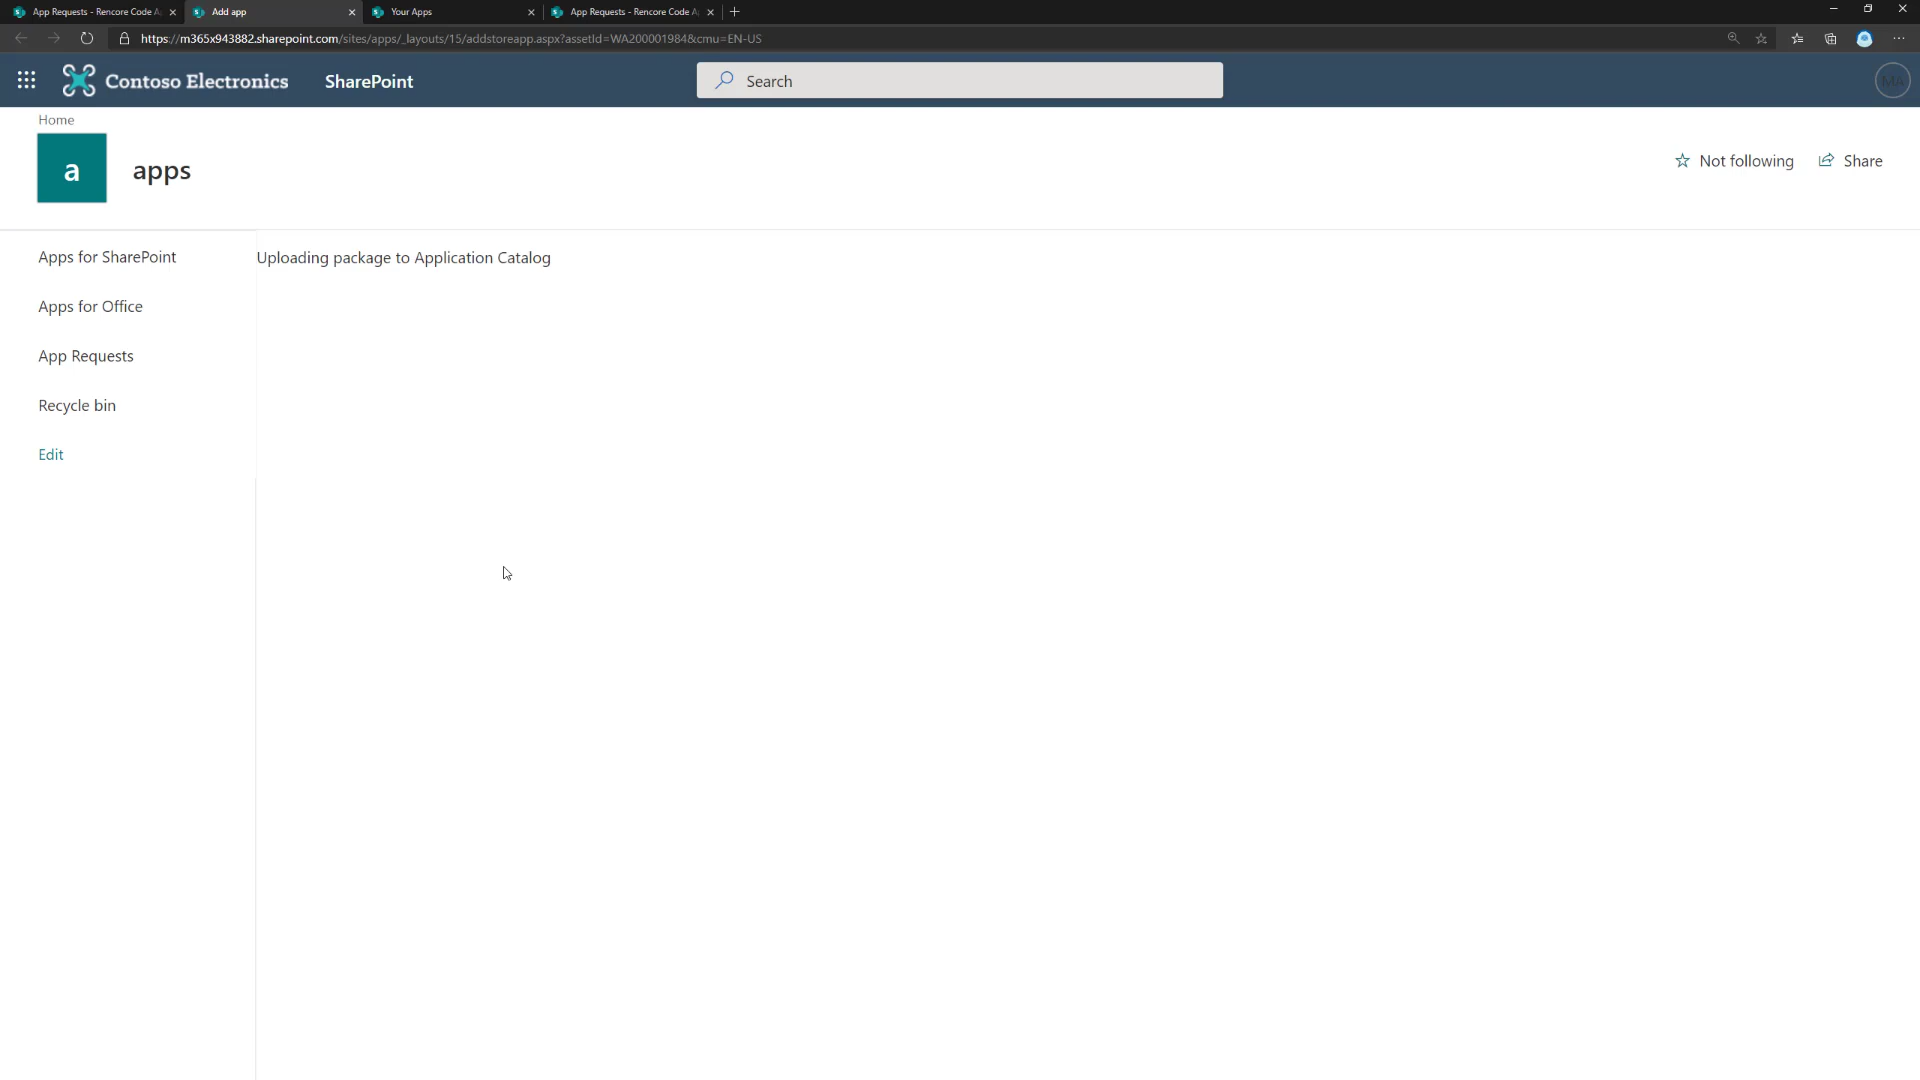 App Requests - Rencore Code A
Add app
Your Apps
App Requests - Rencore Code A
https://m365x943882.sharepoint.com/sites/apps/_layouts/15/addstoreapp.aspx?assetId=WA200001984&cmu=EN-US
Contoso Electronics
SharePoint
Search
MA
Home
a
apps
Not following
Share
Apps for SharePoint
Uploading package to Application Catalog
Apps for Office
App Requests
Recycle bin
Edit